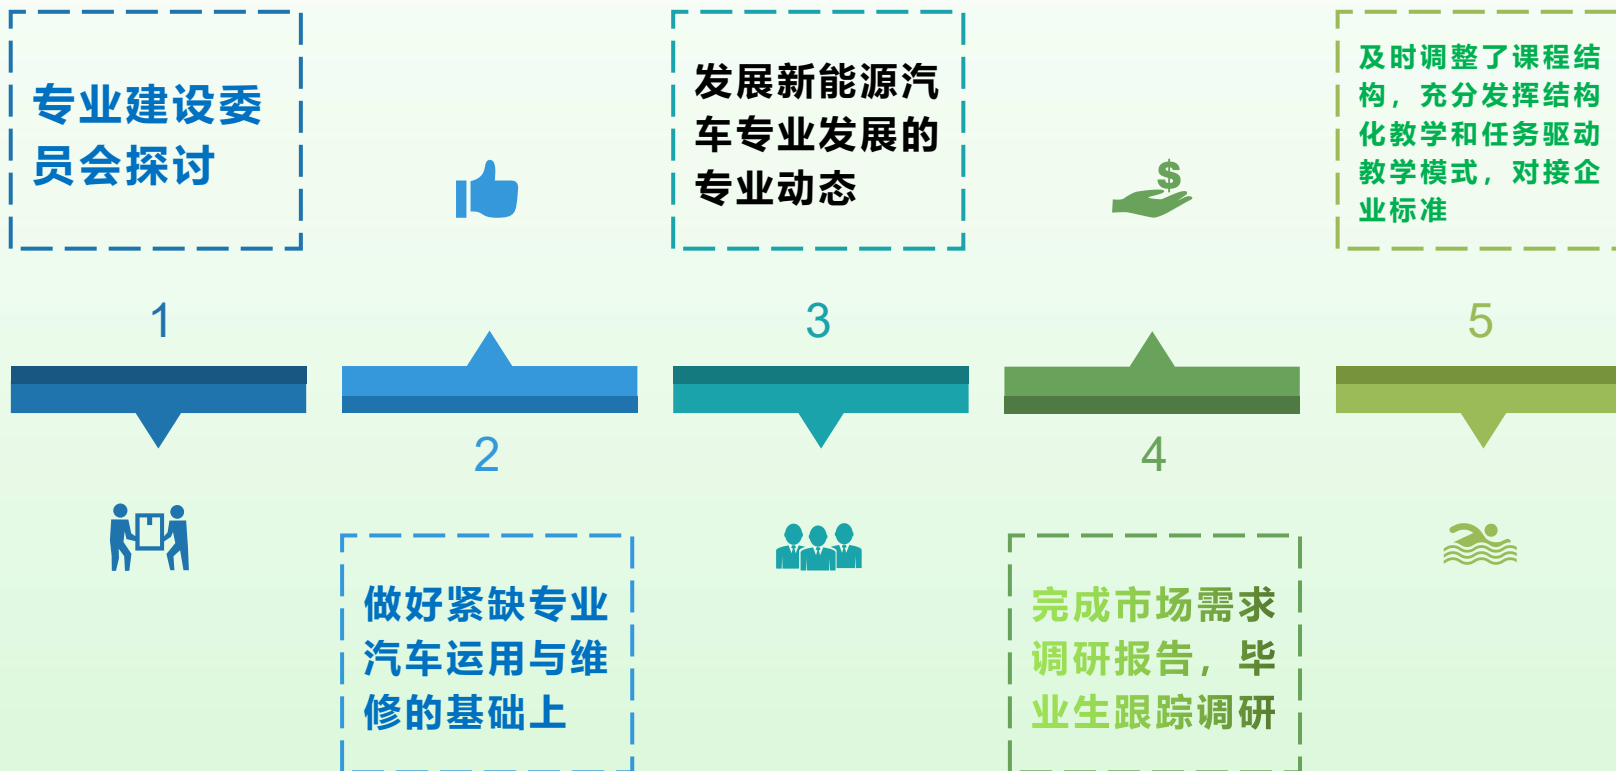 专业建设委
员会探讨
1
2
做好紧缺专业
汽车运用与维
修的基础上
发展新能源汽
车专业发展的
专业动态
3
$
4
完成市场需求
调研报告，毕
业生跟踪调研
及时调整了课程结
构，充分发挥结构
化教学和任务驱动
教学模式，对接企
业标准
5